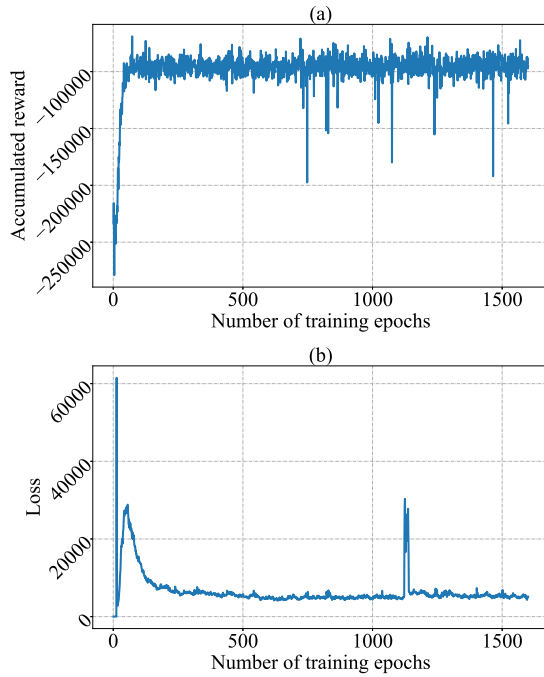 (a)
Accumulated reward
−100000
−150000
−200000
−250000
0 500 1000 1500
Number of training epochs
(b)
Loss
60000
40000
20000
0
0 500 1000 1500
Number of training epochs